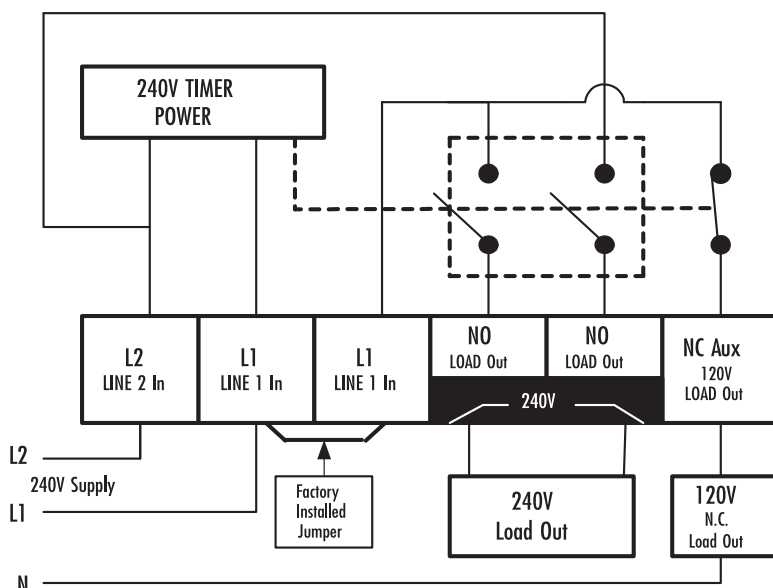 240V TIMER
POWER
L2
LINE 2 In
L1
LINE 1 In
L1
LINE 1 In
NO
LOAD Out
NO
LOAD Out
NC Aux
120V
LOAD Out
240V
L2
240V Supply
L1
N
Factory
Installed
Jumper
240V
Load Out
120V
N.C.
Load Out